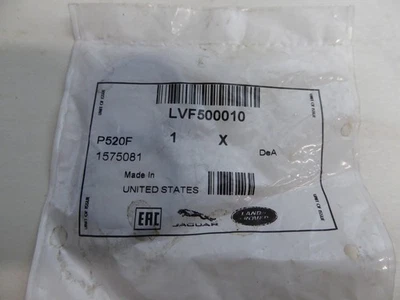 LVF500010
P520F 1 X
1575081 DeA
Made In
UNITED STATES
EAC JAGUAR LAND ROVER